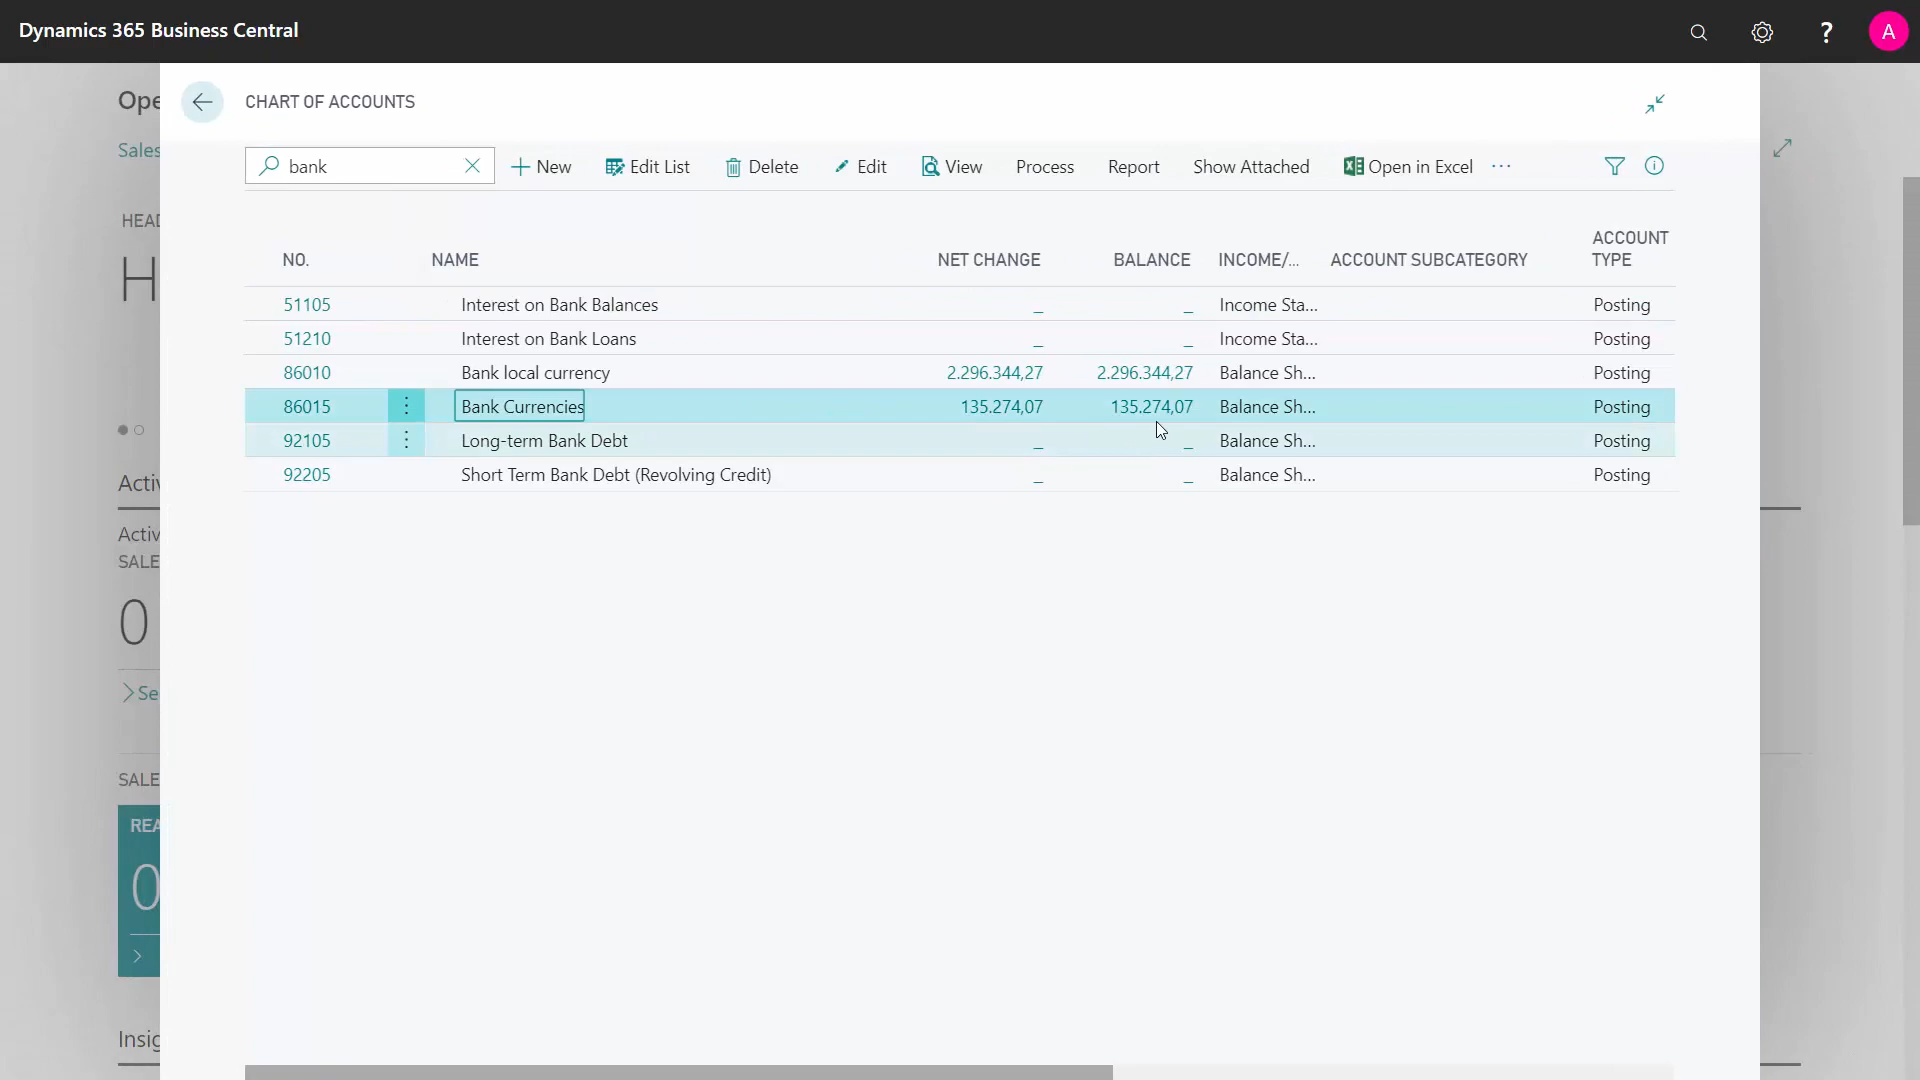 Dynamics 365 Business Central
?
A
Ope
CHART OF ACCOUNTS
Sales
bank
New
Edit List
Delete
Edit
View
Process
Report
Show Attached
Open in Excel
···
HEAD
H
NO.
NAME
NET CHANGE
BALANCE
INCOME/...
ACCOUNT SUBCATEGORY
ACCOUNT TYPE
51105 Interest on Bank Balances _ _ Income Sta... Posting
51210 Interest on Bank Loans _ _ Income Sta... Posting
86010 Bank local currency 2.296.344,27 2.296.344,27 Balance Sh... Posting
86015 Bank Currencies 135.274,07 135.274,07 Balance Sh... Posting
92105 Long-term Bank Debt _ _ Balance Sh... Posting
92205 Short Term Bank Debt (Revolving Credit) _ _ Balance Sh... Posting
Activ
Activ
SALE
0
Se
SALE
REA
0
Insig